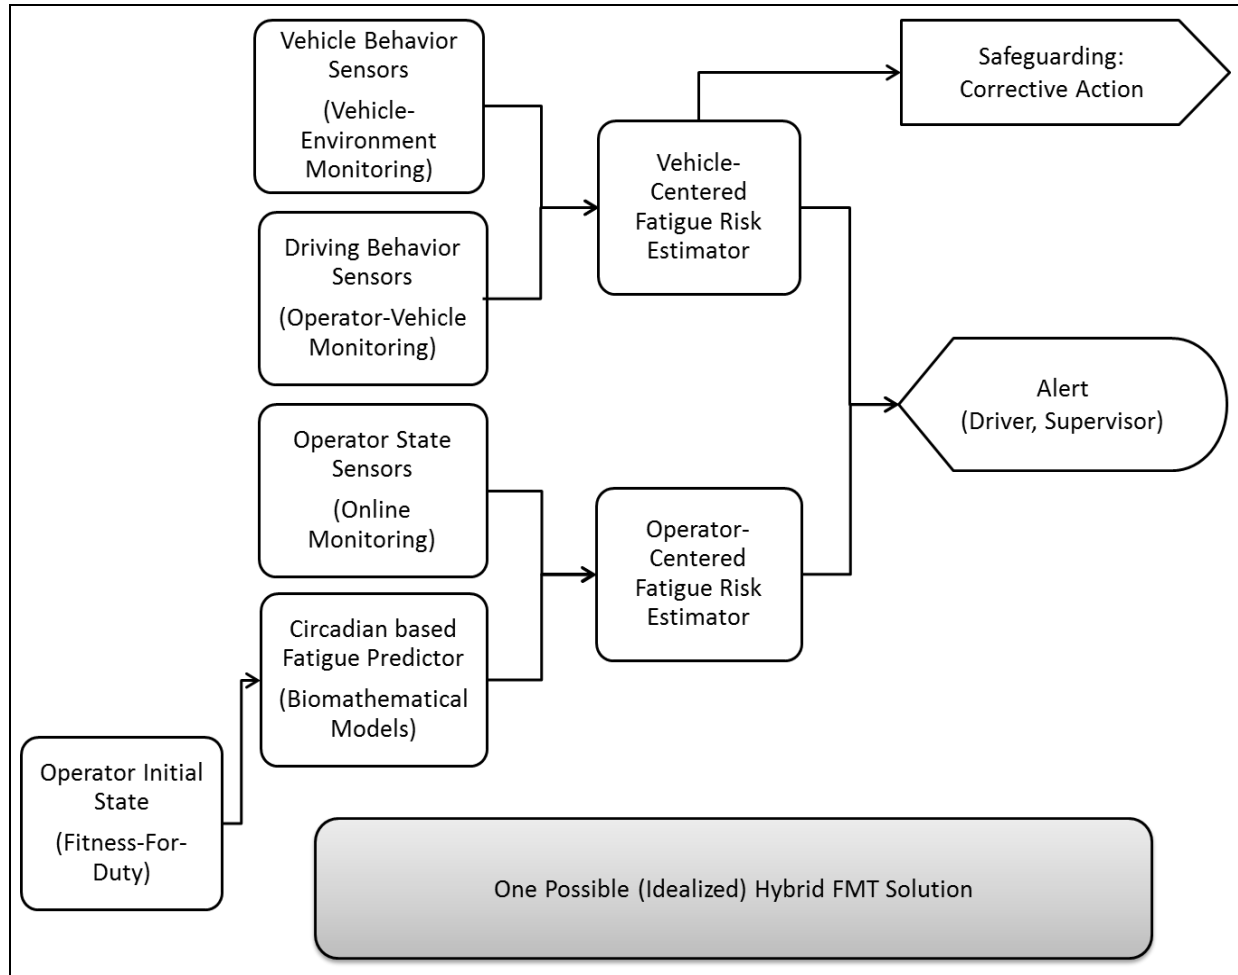 Vehicle Behavior
Sensors
(Vehicle-
Environment
Monitoring)
Driving Behavior
Sensors
(Operator-Vehicle
Monitoring)
Operator State
Sensors
(Online
Monitoring)
Circadian based
Fatigue Predictor
(Biomathematical
Models)
Operator Initial
State
(Fitness-For-
Duty)
Vehicle-
Centered
Fatigue Risk
Estimator
Operator-
Centered
Fatigue Risk
Estimator
Safeguarding:
Corrective Action
Alert
(Driver, Supervisor)
One Possible (Idealized) Hybrid FMT Solution